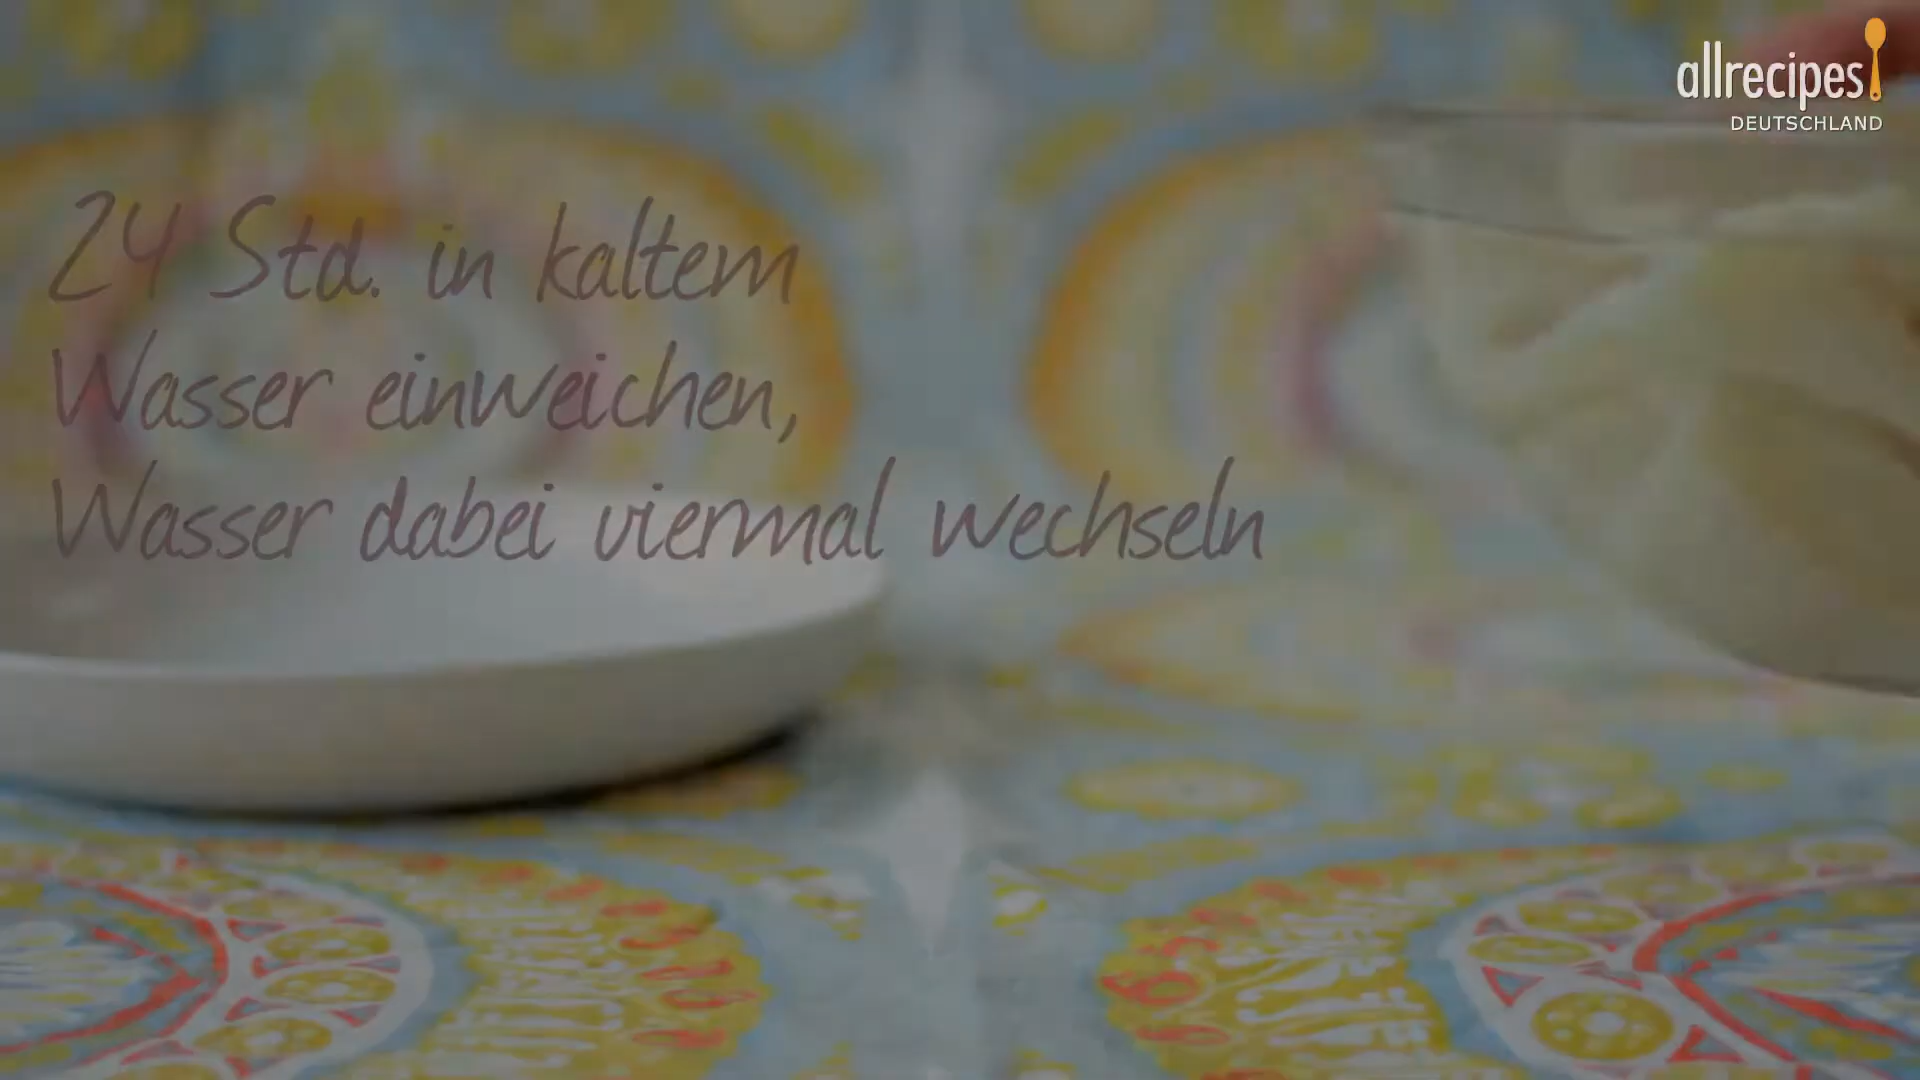 allrecipes
DEUTSCHLAND
24 Std. in kaltem
Wasser einweichen,
Wasser dabei viermal wechseln